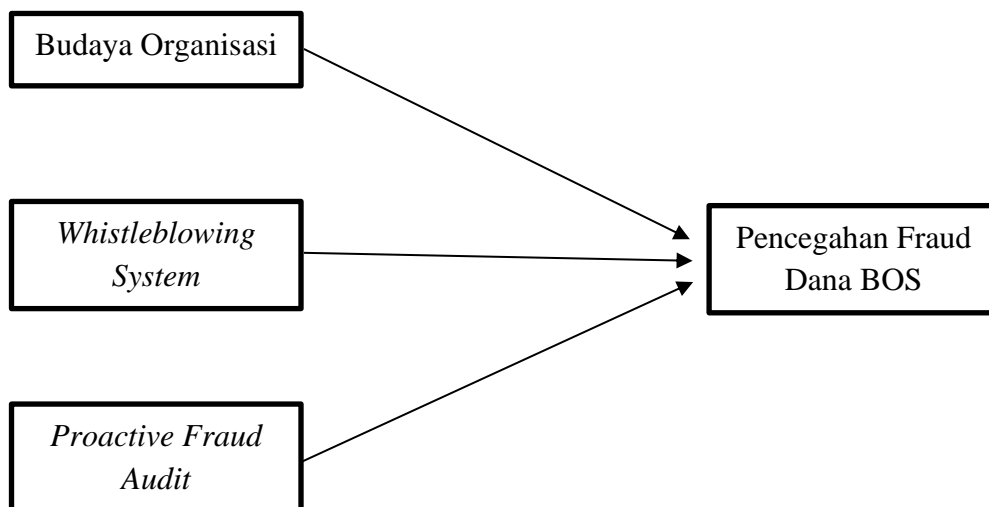 Budaya Organisasi
Whistleblowing
System
Pencegahan Fraud
Dana BOS
Proactive Fraud
Audit